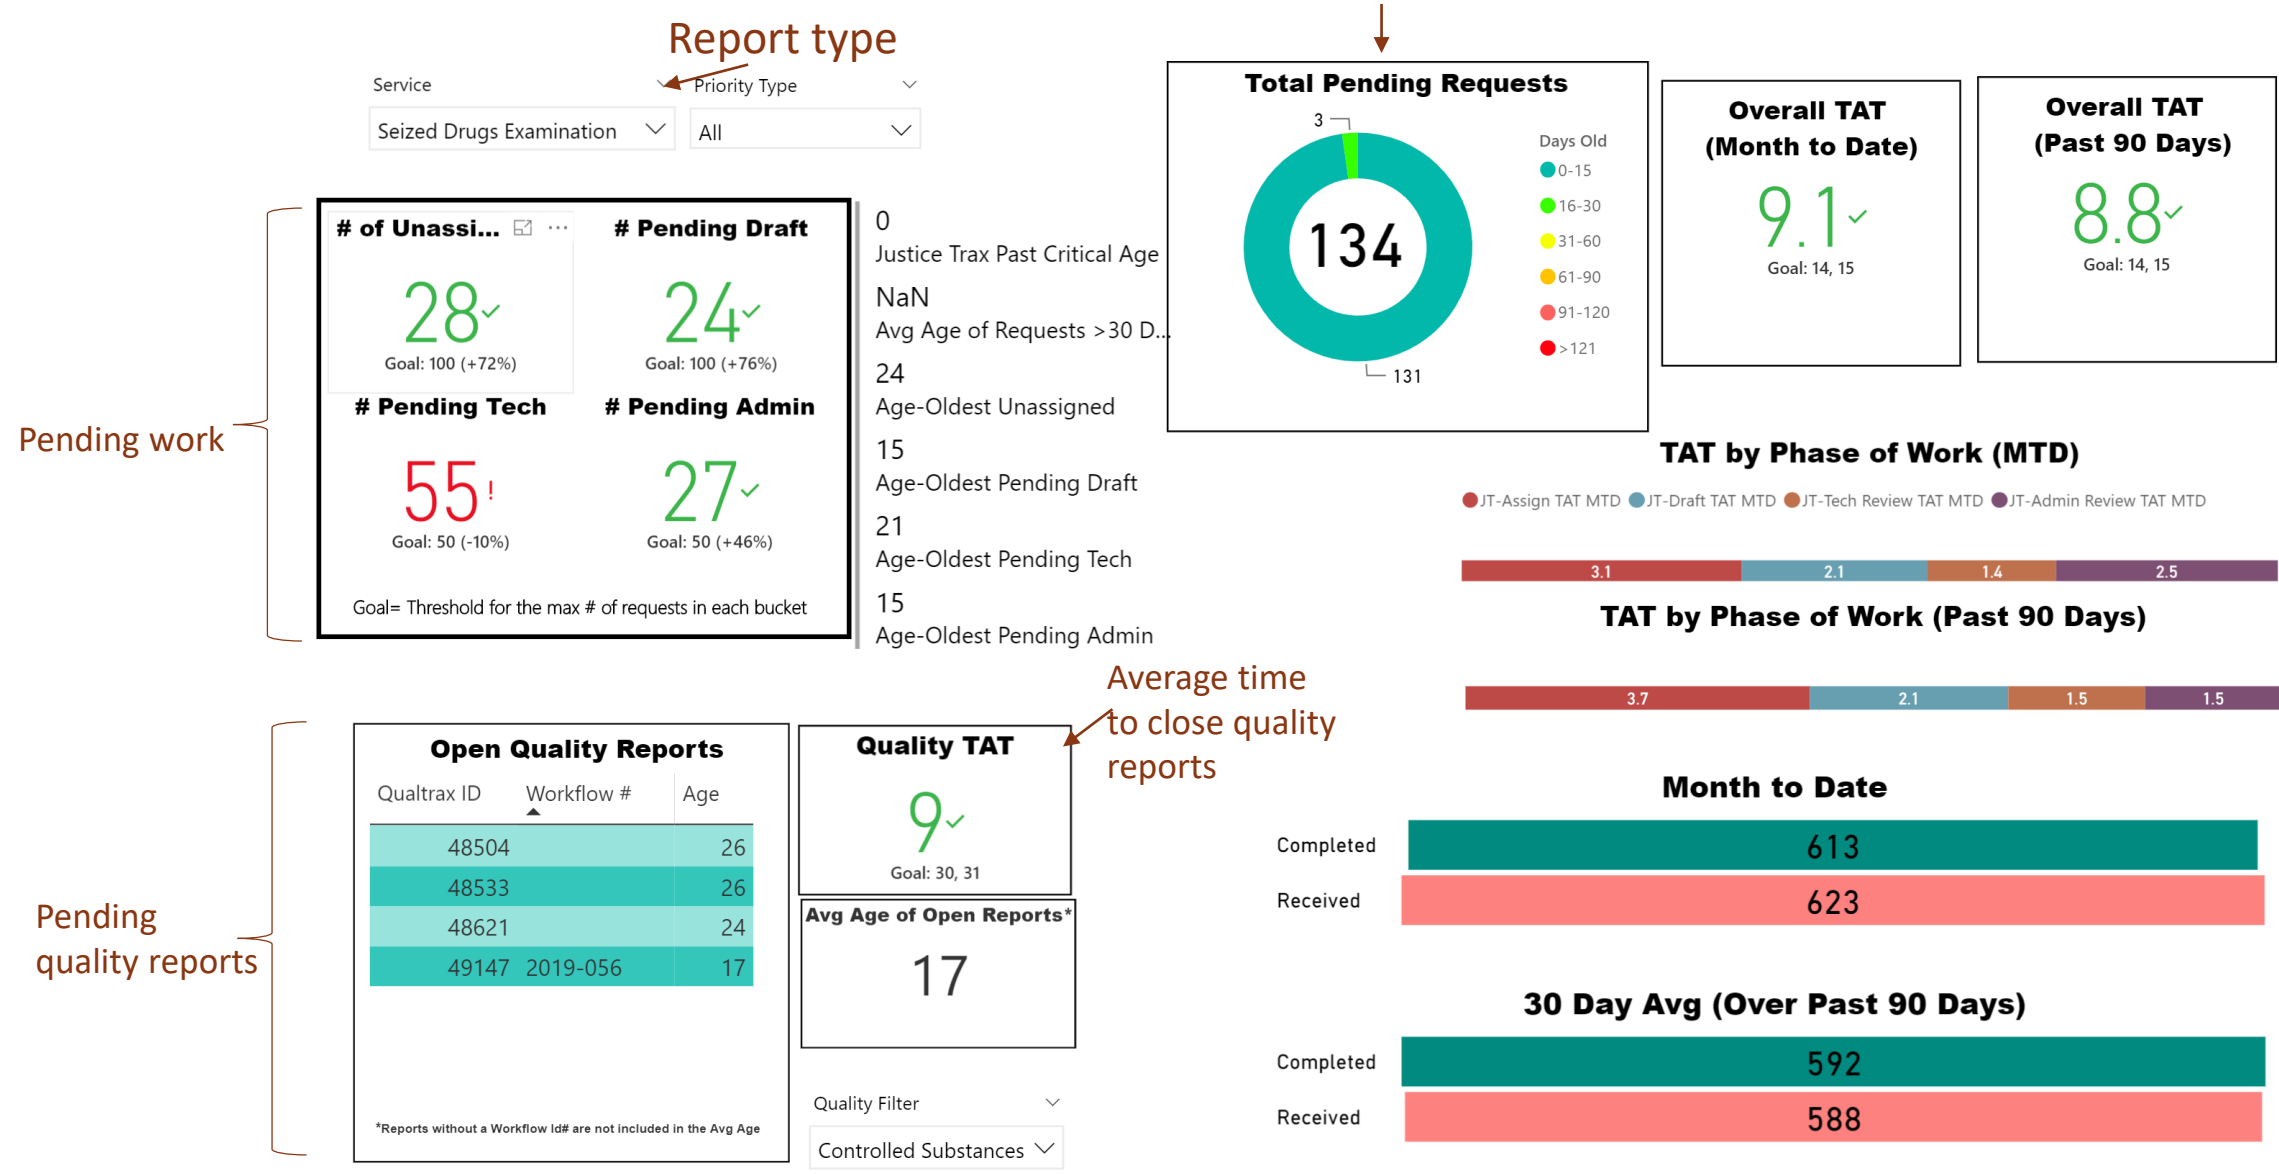 Report type
Service
Priority Type
Seized Drugs Examination
All
Pending work
# of Unassi...
# Pending Draft
28
24
Goal: 100 (+72%)
Goal: 100 (+76%)
# Pending Tech
# Pending Admin
55!
27
Goal: 50 (-10%)
Goal: 50 (+46%)
Goal= Threshold for the max # of requests in each bucket
0
Justice Trax Past Critical Age
NaN
Avg Age of Requests >30 D...
24
Age-Oldest Unassigned
15
Age-Oldest Pending Draft
21
Age-Oldest Pending Tech
15
Age-Oldest Pending Admin
Total Pending Requests
3
134
131
Days Old
0-15
16-30
31-60
61-90
91-120
>121
Overall TAT
(Month to Date)
9.1
Goal: 14, 15
Overall TAT
(Past 90 Days)
8.8
Goal: 14, 15
TAT by Phase of Work (MTD)
JT-Assign TAT MTD JT-Draft TAT MTD JT-Tech Review TAT MTD JT-Admin Review TAT MTD
3.1 2.1 1.4 2.5
TAT by Phase of Work (Past 90 Days)
3.7 2.1 1.5 1.5
Pending
quality reports
Open Quality Reports
Qualtrax ID Workflow # Age
48504 26
48533 26
48621 24
49147 2019-056 17
*Reports without a Workflow Id# are not included in the Avg Age
Average time
to close quality
reports
Quality TAT
9
Goal: 30, 31
Avg Age of Open Reports*
17
Quality Filter
Controlled Substances
Month to Date
Completed 613
Received 623
30 Day Avg (Over Past 90 Days)
Completed 592
Received 588